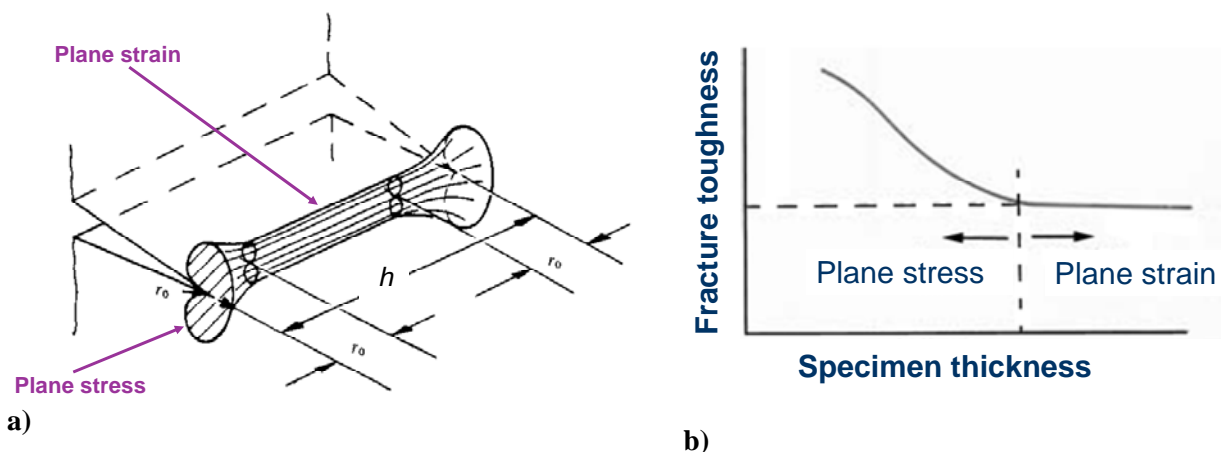 Plane strain
h
r₀
r₀
r₀
Plane stress
a)
Fracture toughness
Plane stress
Plane strain
Specimen thickness
b)